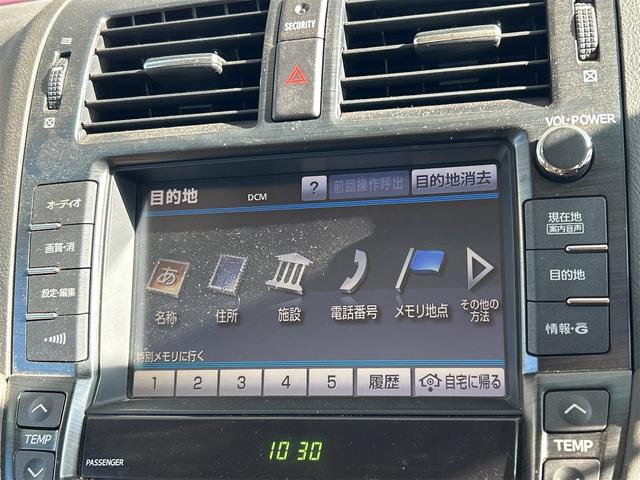 SECURITY
VOL·POWER
オーディオ
画質·消
設定·編集
目的地
DCM
?
前回操作呼出
目的地消去
あ
名称
住所
施設
電話番号
メモリ地点
その他の
方法
特別メモリに行く
1 2 3 4 5 履歴 自宅に帰る
現在地
案内音声
目的地
情報·G
TEMP
TEMP
PASSENGER
10 30